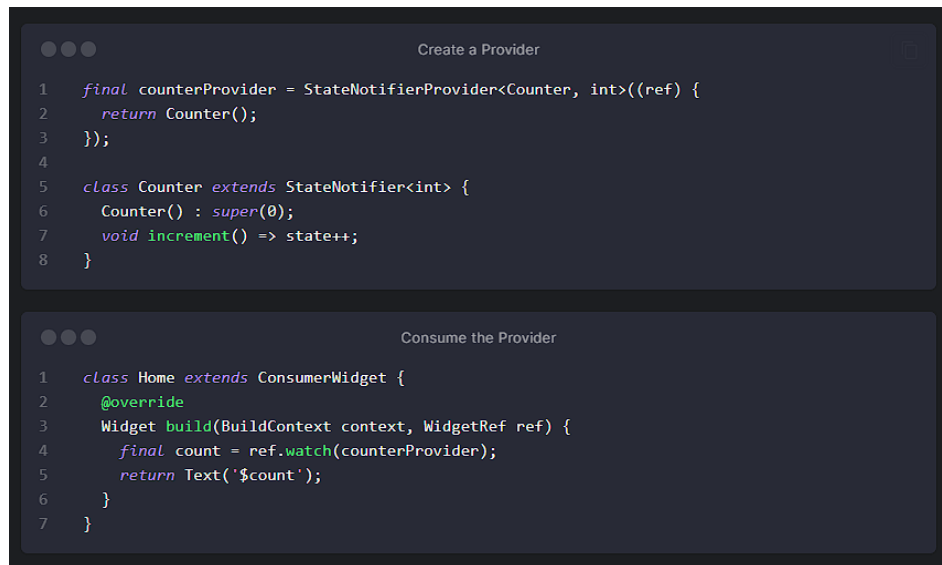 Create a Provider
1 final counterProvider = StateNotifierProvider<Counter, int>((ref) {
2 return Counter();
3 });
4
5 class Counter extends StateNotifier<int> {
6 Counter() : super(0);
7 void increment() => state++;
8 }
Consume the Provider
1 class Home extends ConsumerWidget {
2 @override
3 Widget build(BuildContext context, WidgetRef ref) {
4 final count = ref.watch(counterProvider);
5 return Text('$count');
6 }
7 }